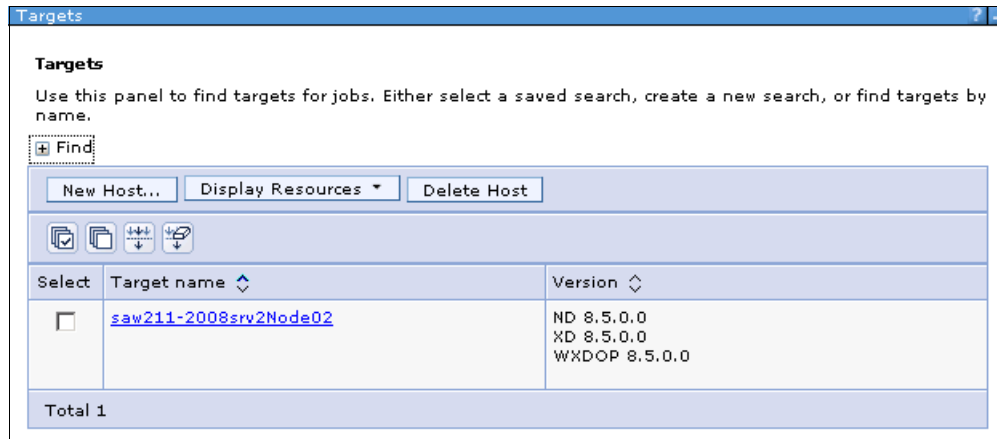 Targets ?
Targets
Use this panel to find targets for jobs. Either select a saved search, create a new search, or find targets by
name.
Find
New Host... Display Resources Delete Host
Select Target name Version
saw211-2008srv2Node02 ND 8.5.0.0
XD 8.5.0.0
WXDOP 8.5.0.0
Total 1